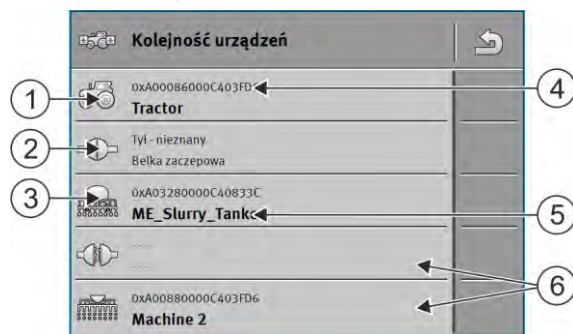 Kolejność urządzeń
0xA00086000C403FD
Tractor
Tył - nieznany
Belka zaczepowa
0xA03280000C40833C
ME_Slurry_Tank
---
---
0xA00880000C403FD6
Machine 2
1
2
3
4
5
6